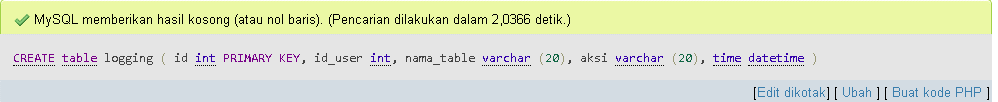 MySQL memberikan hasil kosong (atau nol baris). (Pencarian dilakukan dalam 2,0366 detik.)
CREATE table logging ( id int PRIMARY KEY, id_user int, nama_table varchar (20), aksi varchar (20), time datetime )
[Edit dikotak] [ Ubah ] [ Buat kode PHP ]